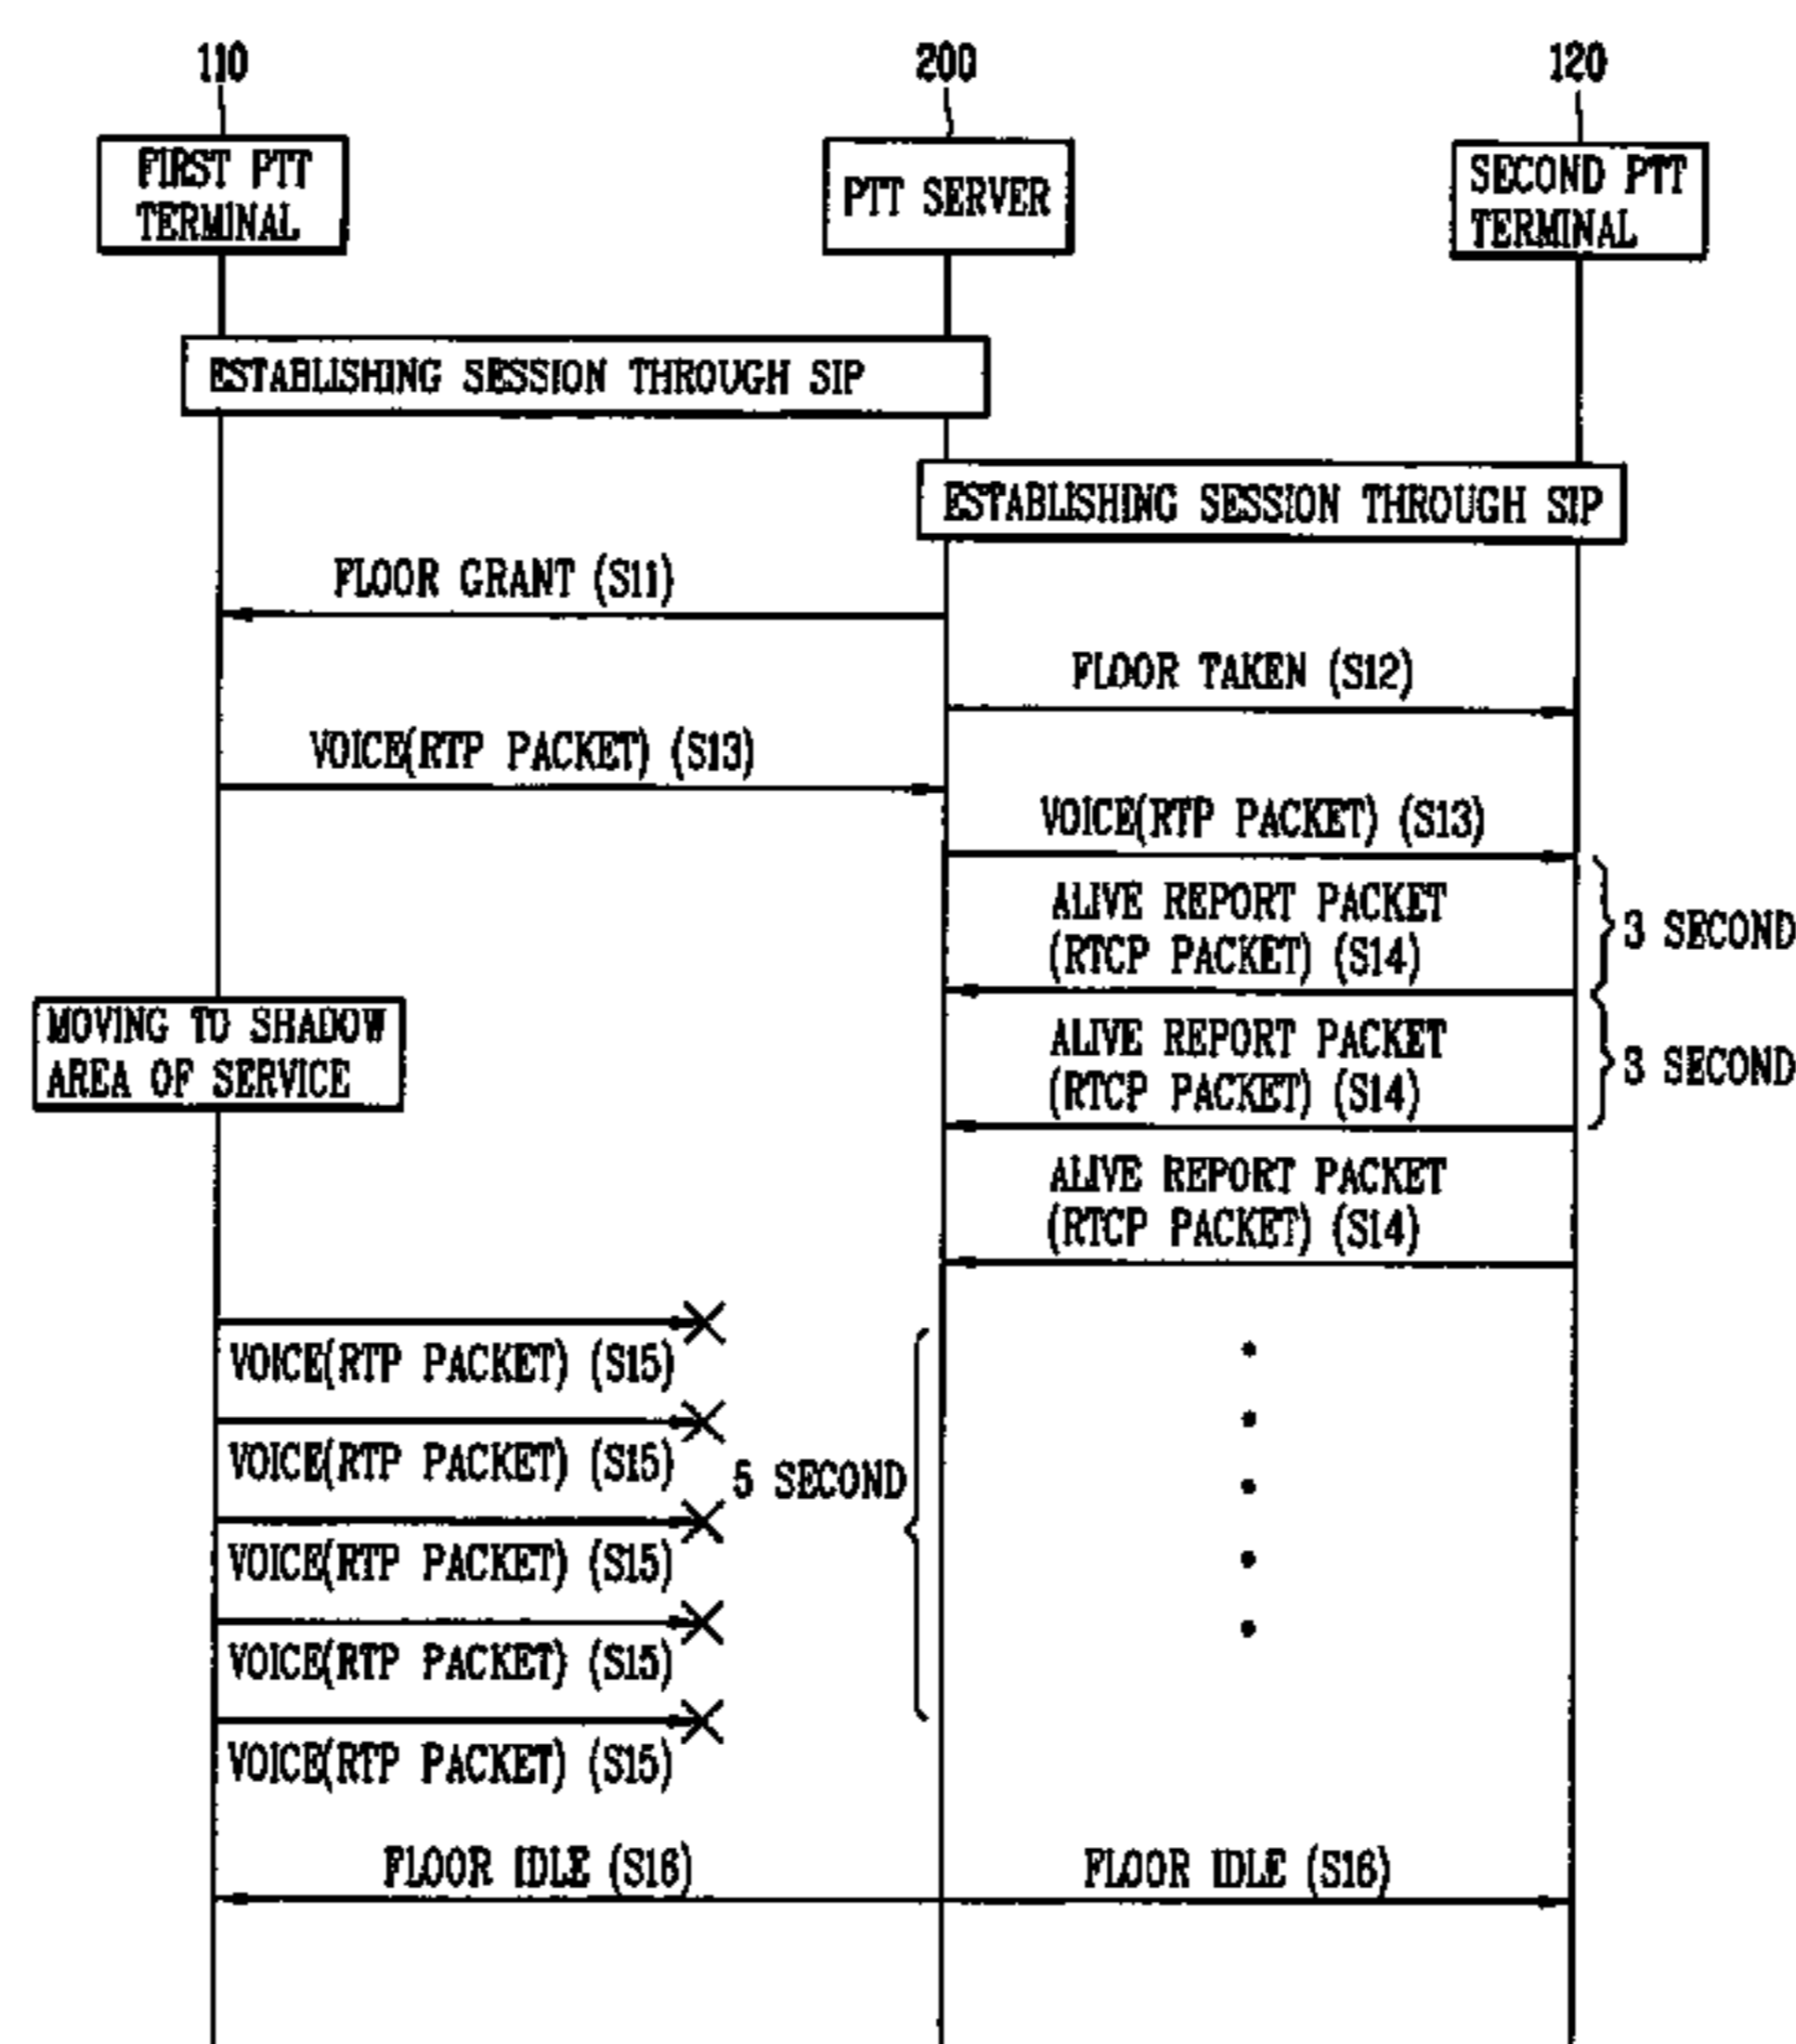 110
200
120
FIRST PTT
TERMINAL
PTT SERVER
SECOND PTT
TERMINAL
ESTABLISHING SESSION THROUGH SIP
ESTABLISHING SESSION THROUGH SIP
FLOOR GRANT (S11)
FLOOR TAKEN (S12)
VOICE(RTP PACKET) (S13)
VOICE(RTP PACKET) (S13)
ALIVE REPORT PACKET
(RTCP PACKET) (S14)
3 SECOND
MOVING TO SHADOW
AREA OF SERVICE
ALIVE REPORT PACKET
(RTCP PACKET) (S14)
3 SECOND
ALIVE REPORT PACKET
(RTCP PACKET) (S14)
VOICE(RTP PACKET) (S15)
VOICE(RTP PACKET) (S15)
5 SECOND
VOICE(RTP PACKET) (S15)
VOICE(RTP PACKET) (S15)
VOICE(RTP PACKET) (S15)
FLOOR IDLE (S16)
FLOOR IDLE (S16)